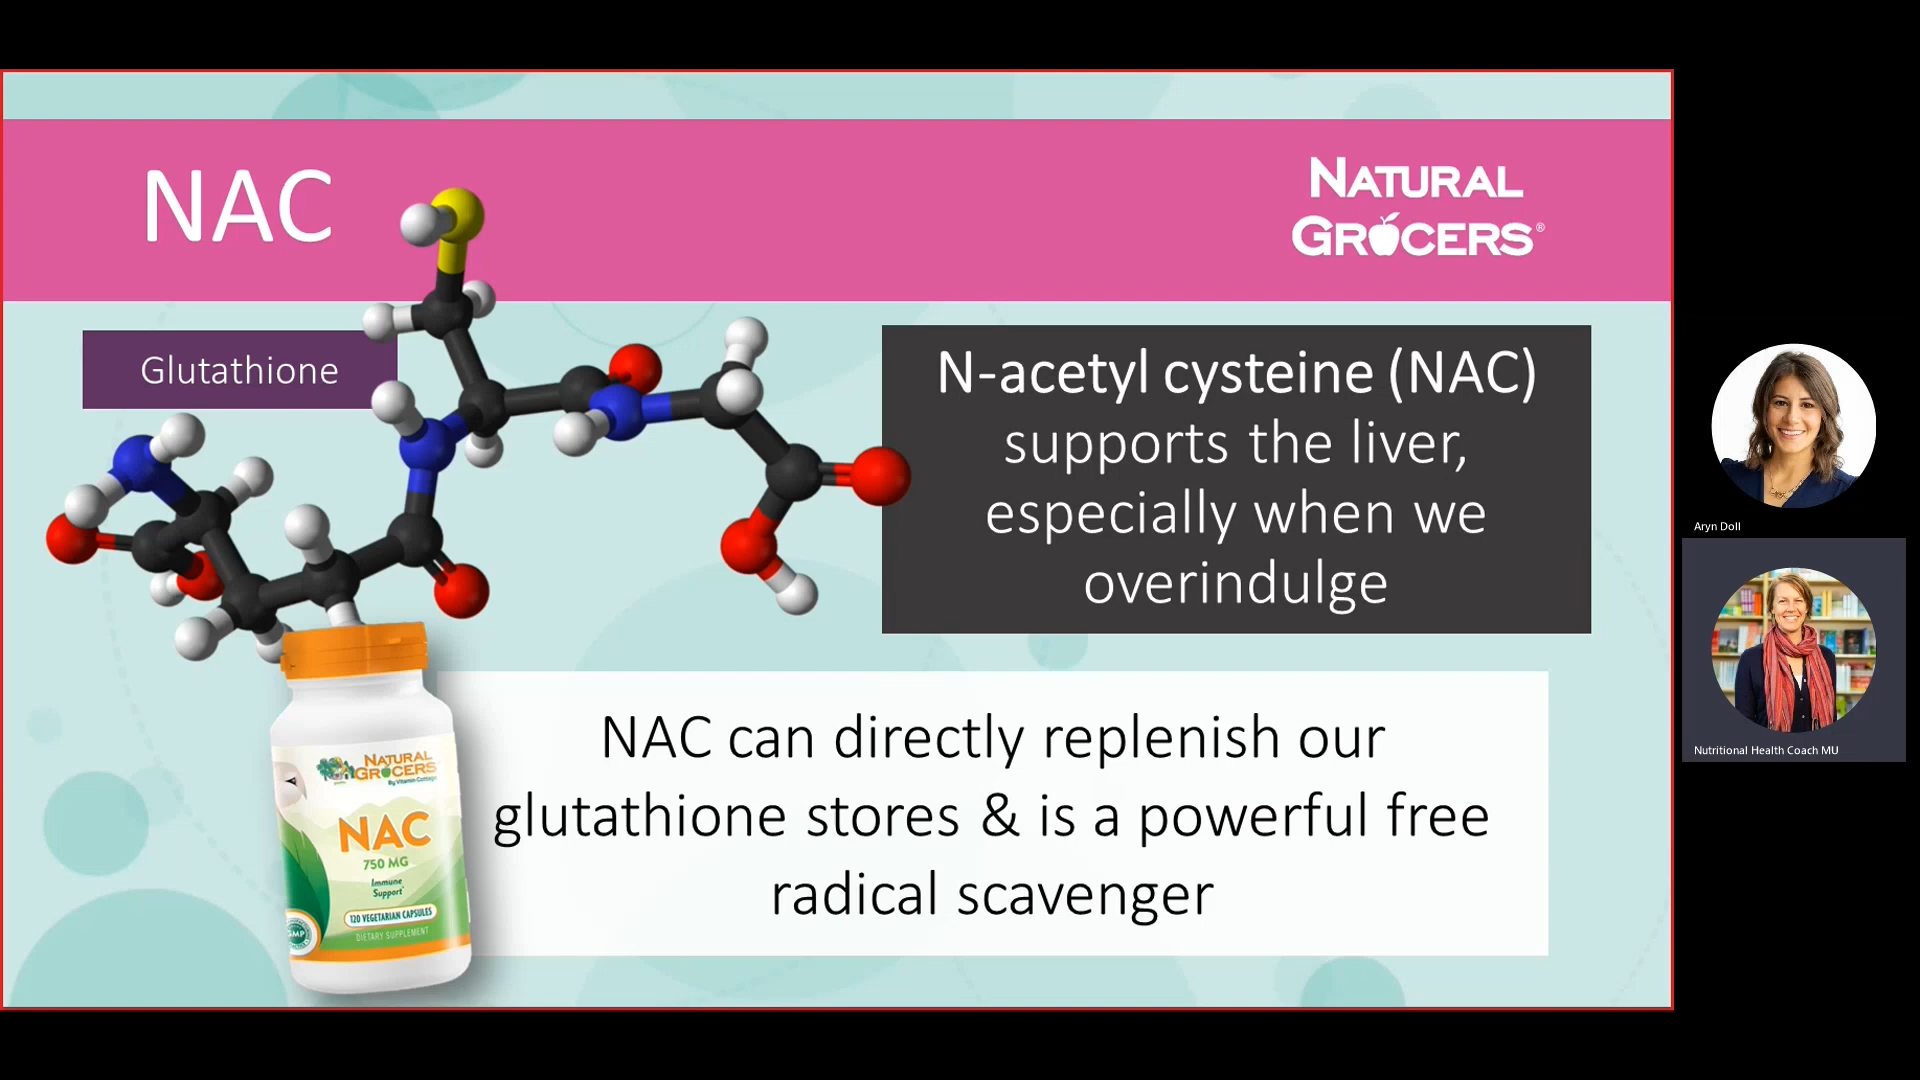 NAC
NATURAL
GROCERS®
Glutathione
N-acetyl cysteine (NAC)
supports the liver,
especially when we
overindulge
NAC can directly replenish our
glutathione stores & is a powerful free
radical scavenger
NATURAL
GROCERS
By Vitamin Cottage
NAC
750 MG
Immune
Support*
120 VEGETARIAN CAPSULES
DIETARY SUPPLEMENT
GMP
Aryn Doll
Nutritional Health Coach MU